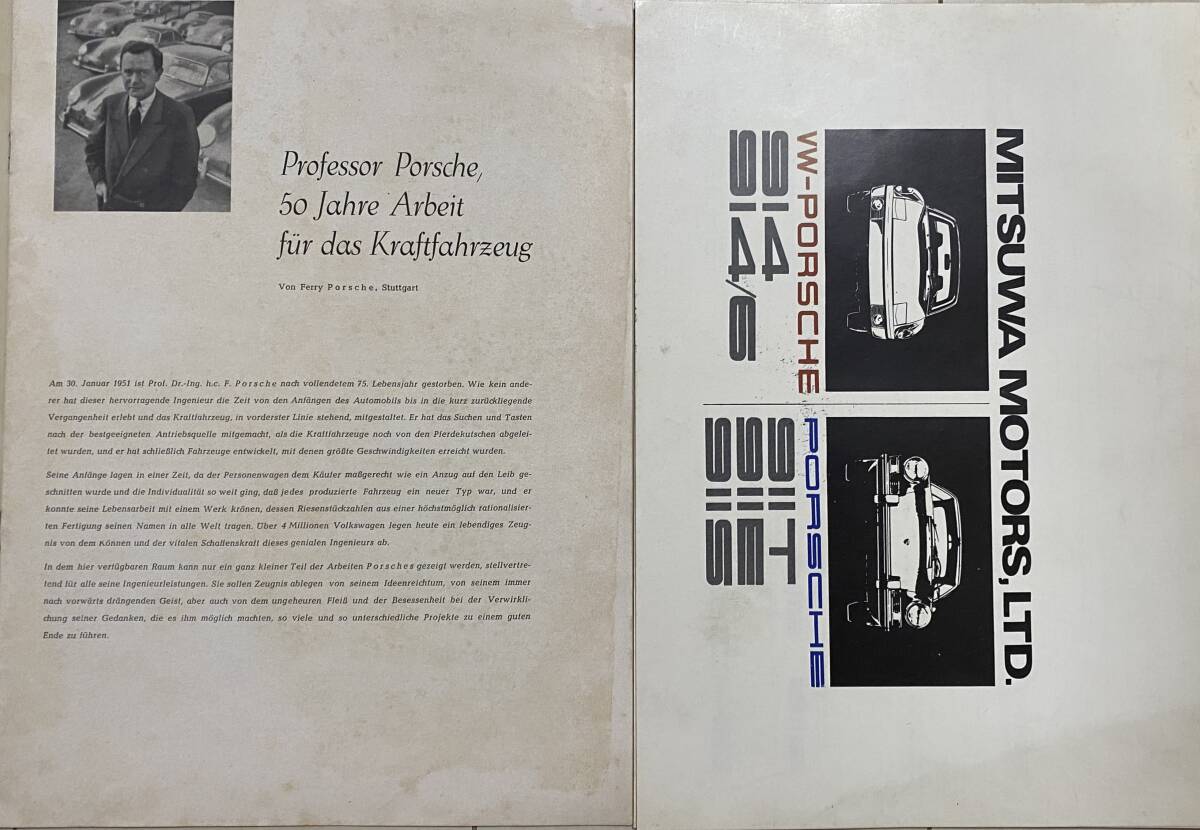 Professor Porsche,
50 Jahre Arbeit
für das Kraftfahrzeug
Von Ferry Porsche, Stuttgart
Am 30. Januar 1951 ist Prof. Dr.-Ing. h.c. F. Porsche nach vollendetem 75. Lebensjahr gestorben. Wie kein ande-
rer hat dieser hervorragende Ingenieur die Zeit von den Anfängen des Automobils bis in die kurz zurückliegende
Vergangenheit erlebt und das Kraftfahrzeug, in vorderster Linie stehend, mitgestaltet. Er hat das Suchen und Tasten
nach der bestgeeigneten Antriebsquelle mitgemacht, als die Kraftfahrzeuge noch von den Pferdekutschen abgelei-
tet wurden, und er hat schließlich Fahrzeuge entwickelt, mit denen größte Geschwindigkeiten erreicht wurden.
Seine Anfänge lagen in einer Zeit, da der Personenwagen dem Käufer maßgerecht wie ein Anzug auf den Leib ge-
schnitten wurde und die Individualität so weit ging, daß jedes produzierte Fahrzeug ein neuer Typ war, und er
konnte seine Lebensarbeit mit einem Werk krönen, dessen Riesenstückzahlen aus einer höchstmöglich rationalisier-
ten Fertigung seinen Namen in alle Welt tragen. Über 4 Millionen Volkswagen legen heute ein lebendiges Zeug-
nis von dem Können und der vitalen Schaffenskraft dieses genialen Ingenieurs ab.
In dem hier verfügbaren Raum kann nur ein ganz kleiner Teil der Arbeiten Porsches gezeigt werden, stellvertre-
tend für alle seine Ingenieurleistungen. Sie sollen Zeugnis ablegen von seinem Ideenreichtum, von seinem immer
nach vorwärts drängenden Geist, aber auch von dem ungeheuren Fleiß und der Besessenheit bei der Verwirkli-
chung seiner Gedanken, die es ihm möglich machten, so viele und so unterschiedliche Projekte zu einem guten
Ende zu führen.
MITSUWA MOTORS, LTD.
VW-PORSCHE
914
914/6
PORSCHE
911T
911E
911S